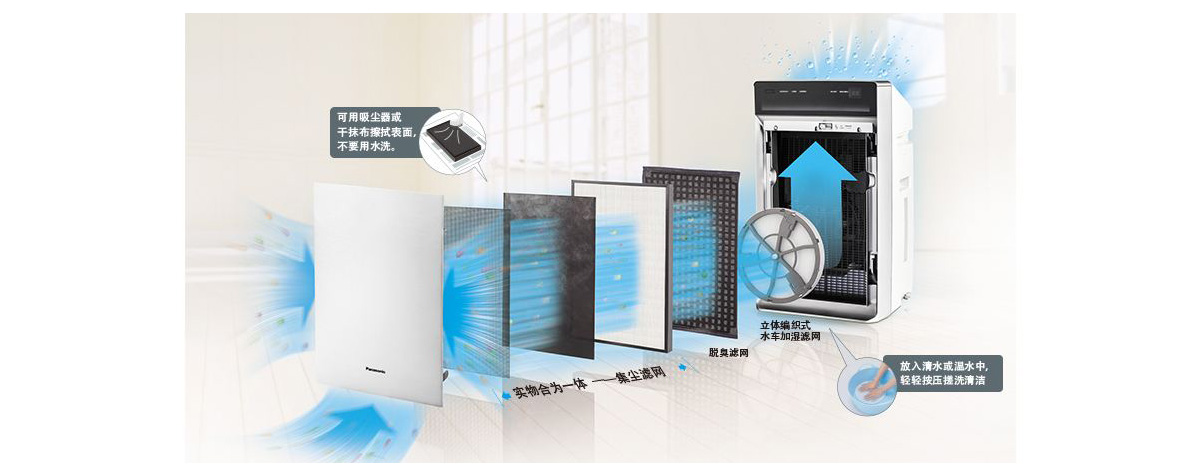 可用吸尘器或
干抹布擦拭表面，
不要用水洗。
Panasonic
实物合为一体 ——集尘滤网
脱臭滤网
立体编织式
水车加湿滤网
放入清水或温水中，
轻轻按压搓洗清洁